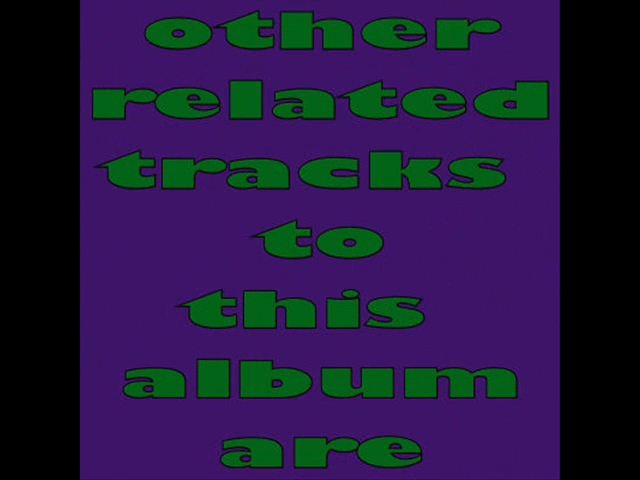 other
related
tracks
to
this
album
are